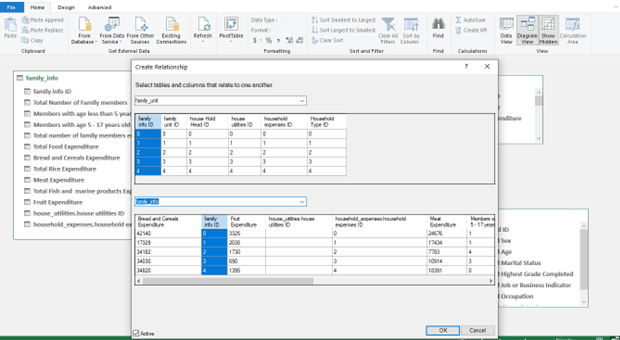 File Home Design Advanced
Paste Paste Append Paste Replace Copy
Clipboard
From Database From Data Service From Other Sources Existing Connections
Get External Data
Refresh PivotTable
Data Type :
Format :
$ %
Formatting
Sort Smallest to Largest
Sort Largest to Smallest
Clear Sort
Clear All Filters Sort by Column
Sort and Filter
Find
Find
AutoSum
Create KPI
Calculations
Data View Diagram View Show Hidden Calculation Area
View
family_info
family info ID
Total Number of Family members
Members with age less than 5 year
Members with age 5 - 17 years old
Total number of family members e
Total Food Expenditure
Bread and Cereals Expenditure
Total Rice Expenditure
Meat Expenditure
Total Fish and marine products Ex
Fruit Expenditure
house_utilities.house utilities ID
household_expenses.household e
Create Relationship
? ×
Select tables and columns that relate to one another.
family_unit
family info ID family unit ID house Hold Head ID house utilities ID household expenses ID Household Type ID
0 0 0 0 0 0
1 1 1 1 1 1
2 2 2 2 2 2
3 3 3 3 3 3
4 4 4 4 4 4
family_info
Bread and Cereals Expenditure family info ID Fruit Expenditure house_utilities.house utilities ID household_expenses.household expenses ID Meat Expenditure Members w 5 - 17 year
42140 0 3325 0 24676 1
17329 1 2035 1 17434 1
34182 2 1730 2 7783 4
34030 3 690 3 10914 3
34820 4 1395 4 18391 0
Active
OK Cancel
penditure
ld ID
d Sex
d Age
d Marital Status
d Highest Grade Completed
d Job or Business Indicator
d Occupation